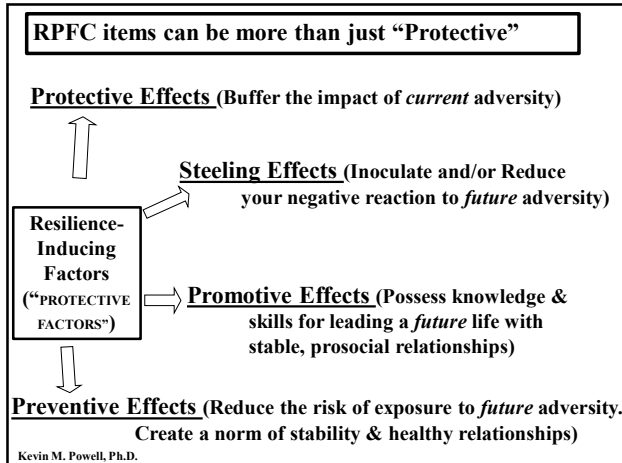 RPFC items can be more than just “Protective”
Protective Effects (Buffer the impact of current adversity)
Steeling Effects (Inoculate and/or Reduce
your negative reaction to future adversity)
Resilience-
Inducing
Factors
(“PROTECTIVE
FACTORS”)
Promotive Effects (Possess knowledge &
skills for leading a future life with
stable, prosocial relationships)
Preventive Effects (Reduce the risk of exposure to future adversity.
Create a norm of stability & healthy relationships)
Kevin M. Powell, Ph.D.